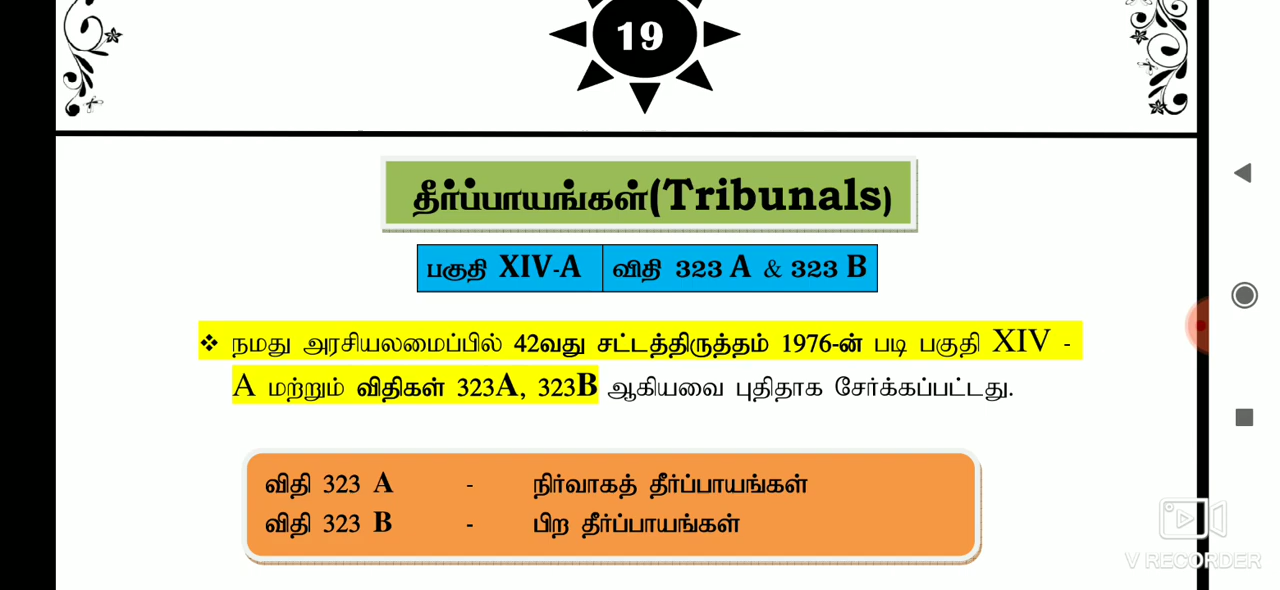 19
தீர்ப்பாயங்கள்(Tribunals)
பகுதி XIV-A விதி 323 A & 323 B
❖ நமது அரசியலமைப்பில் 42வது சட்டத்திருத்தம் 1976-ன் படி பகுதி XIV -
A மற்றும் விதிகள் 323A, 323B ஆகியவை புதிதாக சேர்க்கப்பட்டது.
விதி 323 A - நிர்வாகத் தீர்ப்பாயங்கள்
விதி 323 B - பிற தீர்ப்பாயங்கள்
V RECORDER